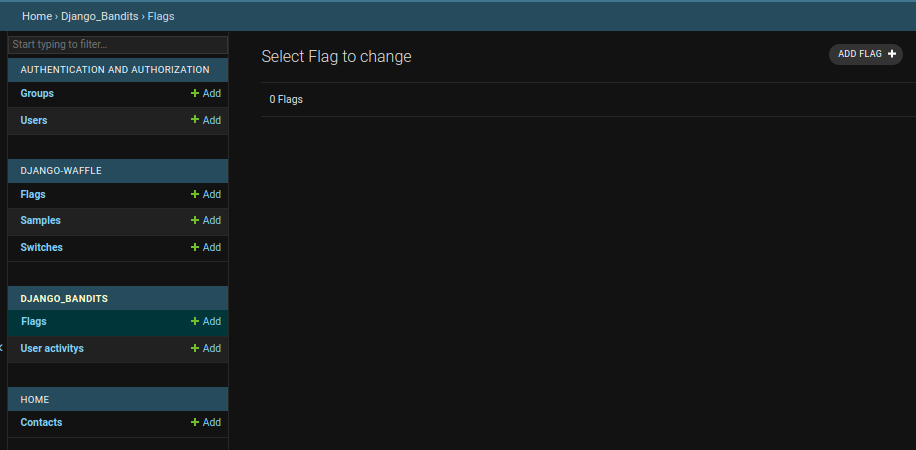 Home › Django_Bandits › Flags
Start typing to filter...
AUTHENTICATION AND AUTHORIZATION
Groups + Add
Users + Add
DJANGO-WAFFLE
Flags + Add
Samples + Add
Switches + Add
DJANGO_BANDITS
Flags + Add
User activitys + Add
HOME
Contacts + Add
Select Flag to change
ADD FLAG +
0 Flags